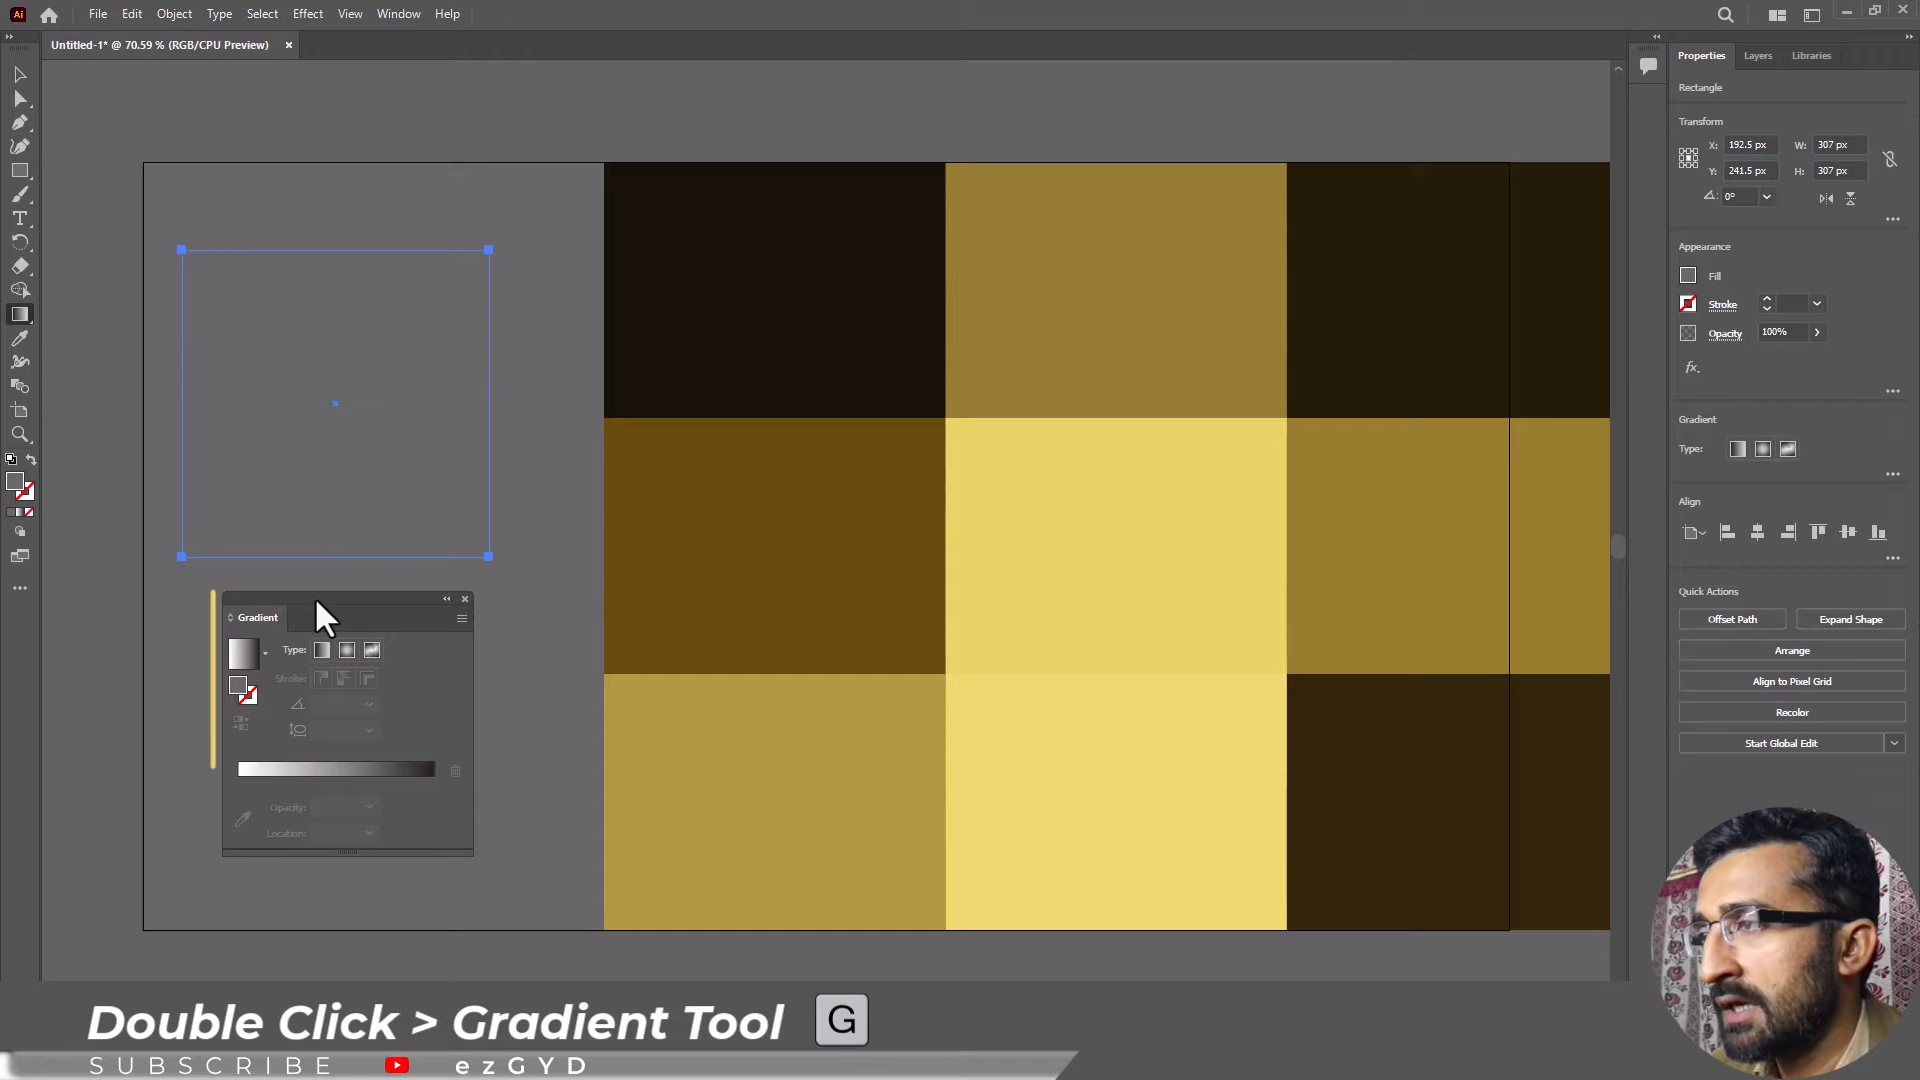 Ai
File Edit Object Type Select Effect View Window Help
Untitled-1* @ 70.59 % (RGB/CPU Preview) ×
Properties Layers Libraries
Rectangle
Transform
X: 192.5 px W: 307 px
Y: 241.5 px H: 307 px
0°
Appearance
Fill
Stroke
Opacity 100%
fx.
Gradient
Type:
Align
Quick Actions
Offset Path Expand Shape
Arrange
Align to Pixel Grid
Recolor
Start Global Edit
Gradient
Type:
Stroke:
Opacity:
Location:
Double Click > Gradient Tool G
SUBSCRIBE ezGYD